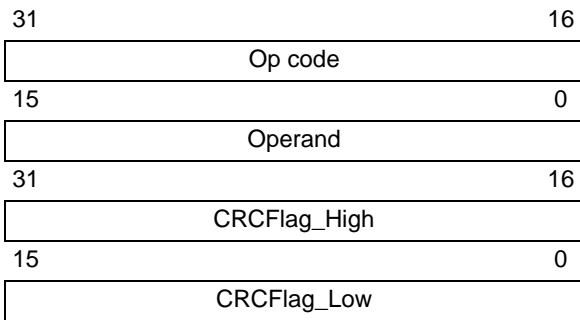 31 16
Op code
15 0
Operand
31 16
CRCFlag_High
15 0
CRCFlag_Low